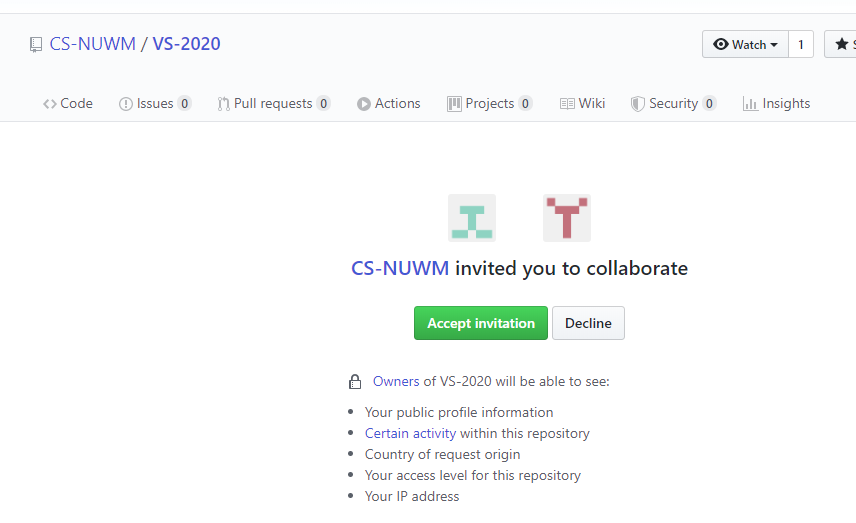 CS-NUWM / VS-2020
Watch 1 S
Code Issues 0 Pull requests 0 Actions Projects 0 Wiki Security 0 Insights
CS-NUWM invited you to collaborate
Accept invitation Decline
Owners of VS-2020 will be able to see:
Your public profile information
Certain activity within this repository
Country of request origin
Your access level for this repository
Your IP address